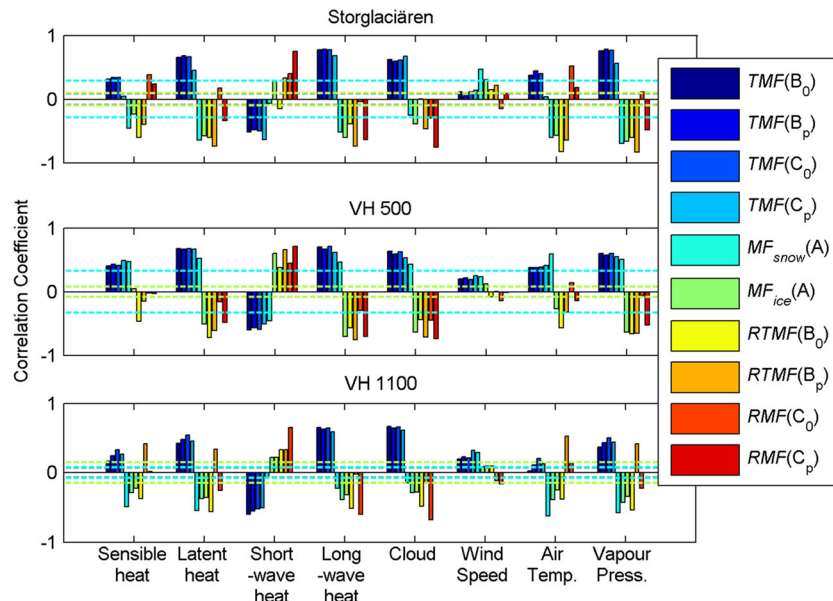 Storglaciären
1
0
-1
VH 500
1
0
-1
VH 1100
1
0
-1
Correlation Coefficient
Sensible heat
Latent heat
Short -wave heat
Long -wave heat
Cloud
Wind Speed
Air Temp.
Vapour Press.
TMF(B0)
TMF(Bp)
TMF(C0)
TMF(Cp)
MFsnow(A)
MFice(A)
RTMF(B0)
RTMF(Bp)
RMF(C0)
RMF(Cp)